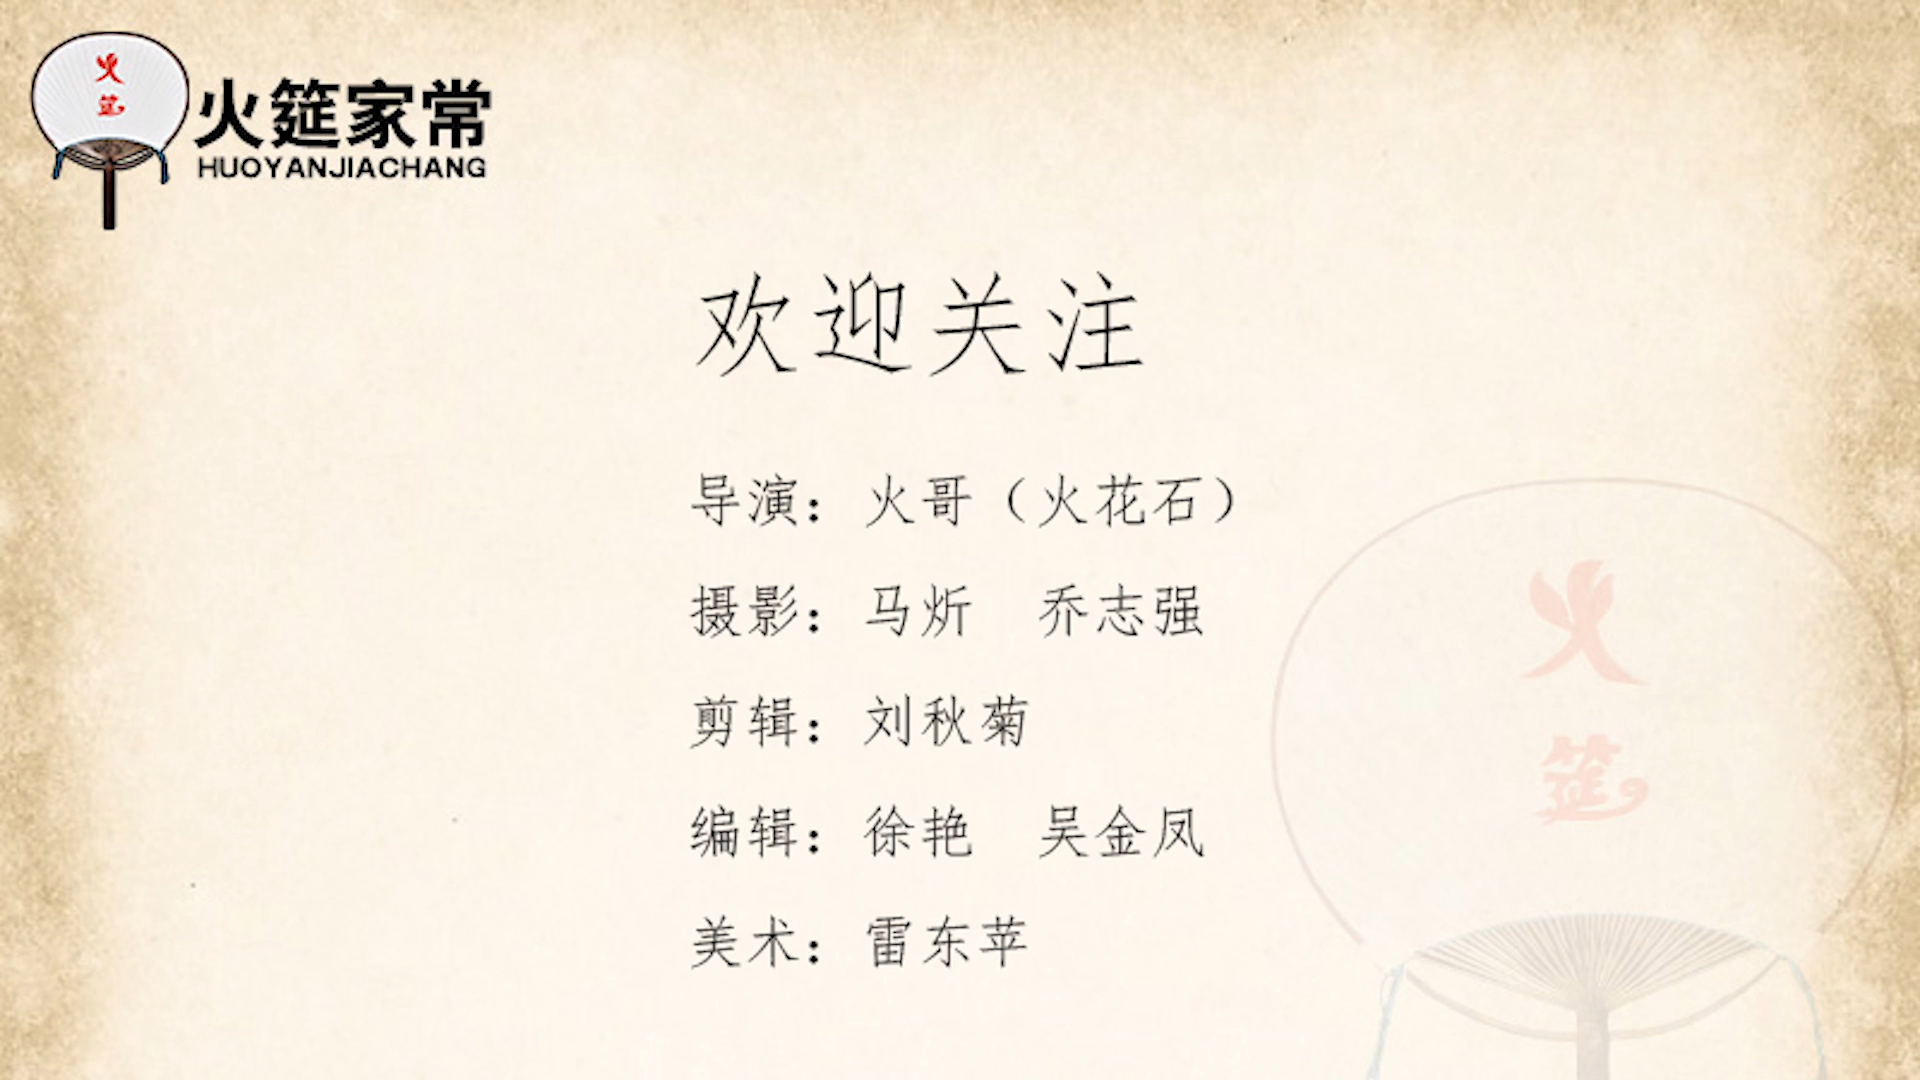 火筵
火筵家常
HUOYANJIACHANG
欢迎关注
导演：火哥（火花石）
摄影：马炘　乔志强
剪辑：刘秋菊
编辑：徐艳　吴金凤
美术：雷东苹
火
筵